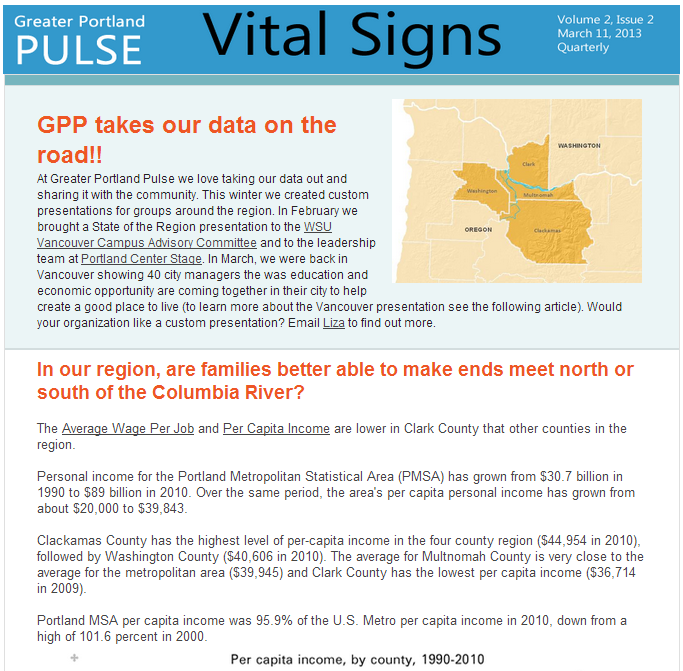 Greater Portland
PULSE
Vital Signs
Volume 2, Issue 2
March 11, 2013
Quarterly
GPP takes our data on the
road!!
At Greater Portland Pulse we love taking our data out and
sharing it with the community. This winter we created custom
presentations for groups around the region. In February we
brought a State of the Region presentation to the WSU
Vancouver Campus Advisory Committee and to the leadership
team at Portland Center Stage. In March, we were back in
Vancouver showing 40 city managers the was education and
economic opportunity are coming together in their city to help
create a good place to live (to learn more about the Vancouver presentation see the following article). Would
your organization like a custom presentation? Email Liza to find out more.
WASHINGTON
Clark
Washington
Multnomah
OREGON
Clackamas
In our region, are families better able to make ends meet north or
south of the Columbia River?
The Average Wage Per Job and Per Capita Income are lower in Clark County that other counties in the
region.
Personal income for the Portland Metropolitan Statistical Area (PMSA) has grown from $30.7 billion in
1990 to $89 billion in 2010. Over the same period, the area's per capita personal income has grown from
about $20,000 to $39,843.
Clackamas County has the highest level of per-capita income in the four county region ($44,954 in 2010),
followed by Washington County ($40,606 in 2010). The average for Multnomah County is very close to the
average for the metropolitan area ($39,945) and Clark County has the lowest per capita income ($36,714
in 2009).
Portland MSA per capita income was 95.9% of the U.S. Metro per capita income in 2010, down from a
high of 101.6 percent in 2000.
Per capita income, by county, 1990-2010